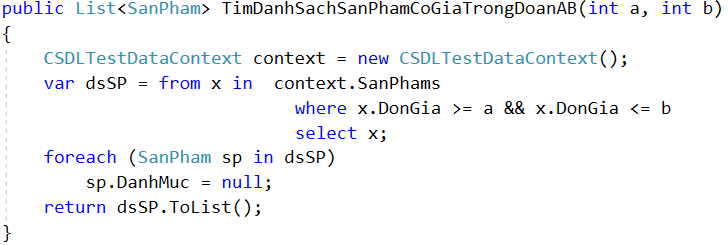 public List<SanPham> TimDanhSachSanPhamCoGiaTrongDoanAB(int a, int b)
{
    CSDLTestDataContext context = new CSDLTestDataContext();
    var dsSP = from x in  context.SanPhams
                         where x.DonGia >= a && x.DonGia <= b
                         select x;
    foreach (SanPham sp in dsSP)
        sp.DanhMuc = null;
    return dsSP.ToList();
}